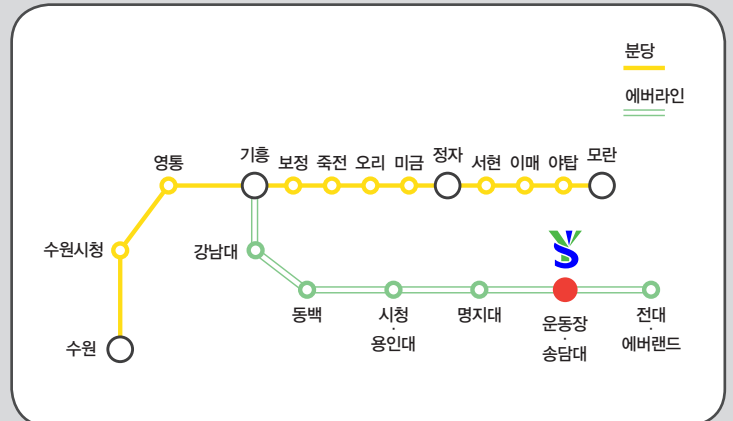 분당
에버라인
영통
기흥
보정
죽전
오리
미금
정자
서현
이매
야탑
모란
수원시청
강남대
수원
동백
시청
·
용인대
명지대
운동장
·
송담대
전대
·
에버랜드